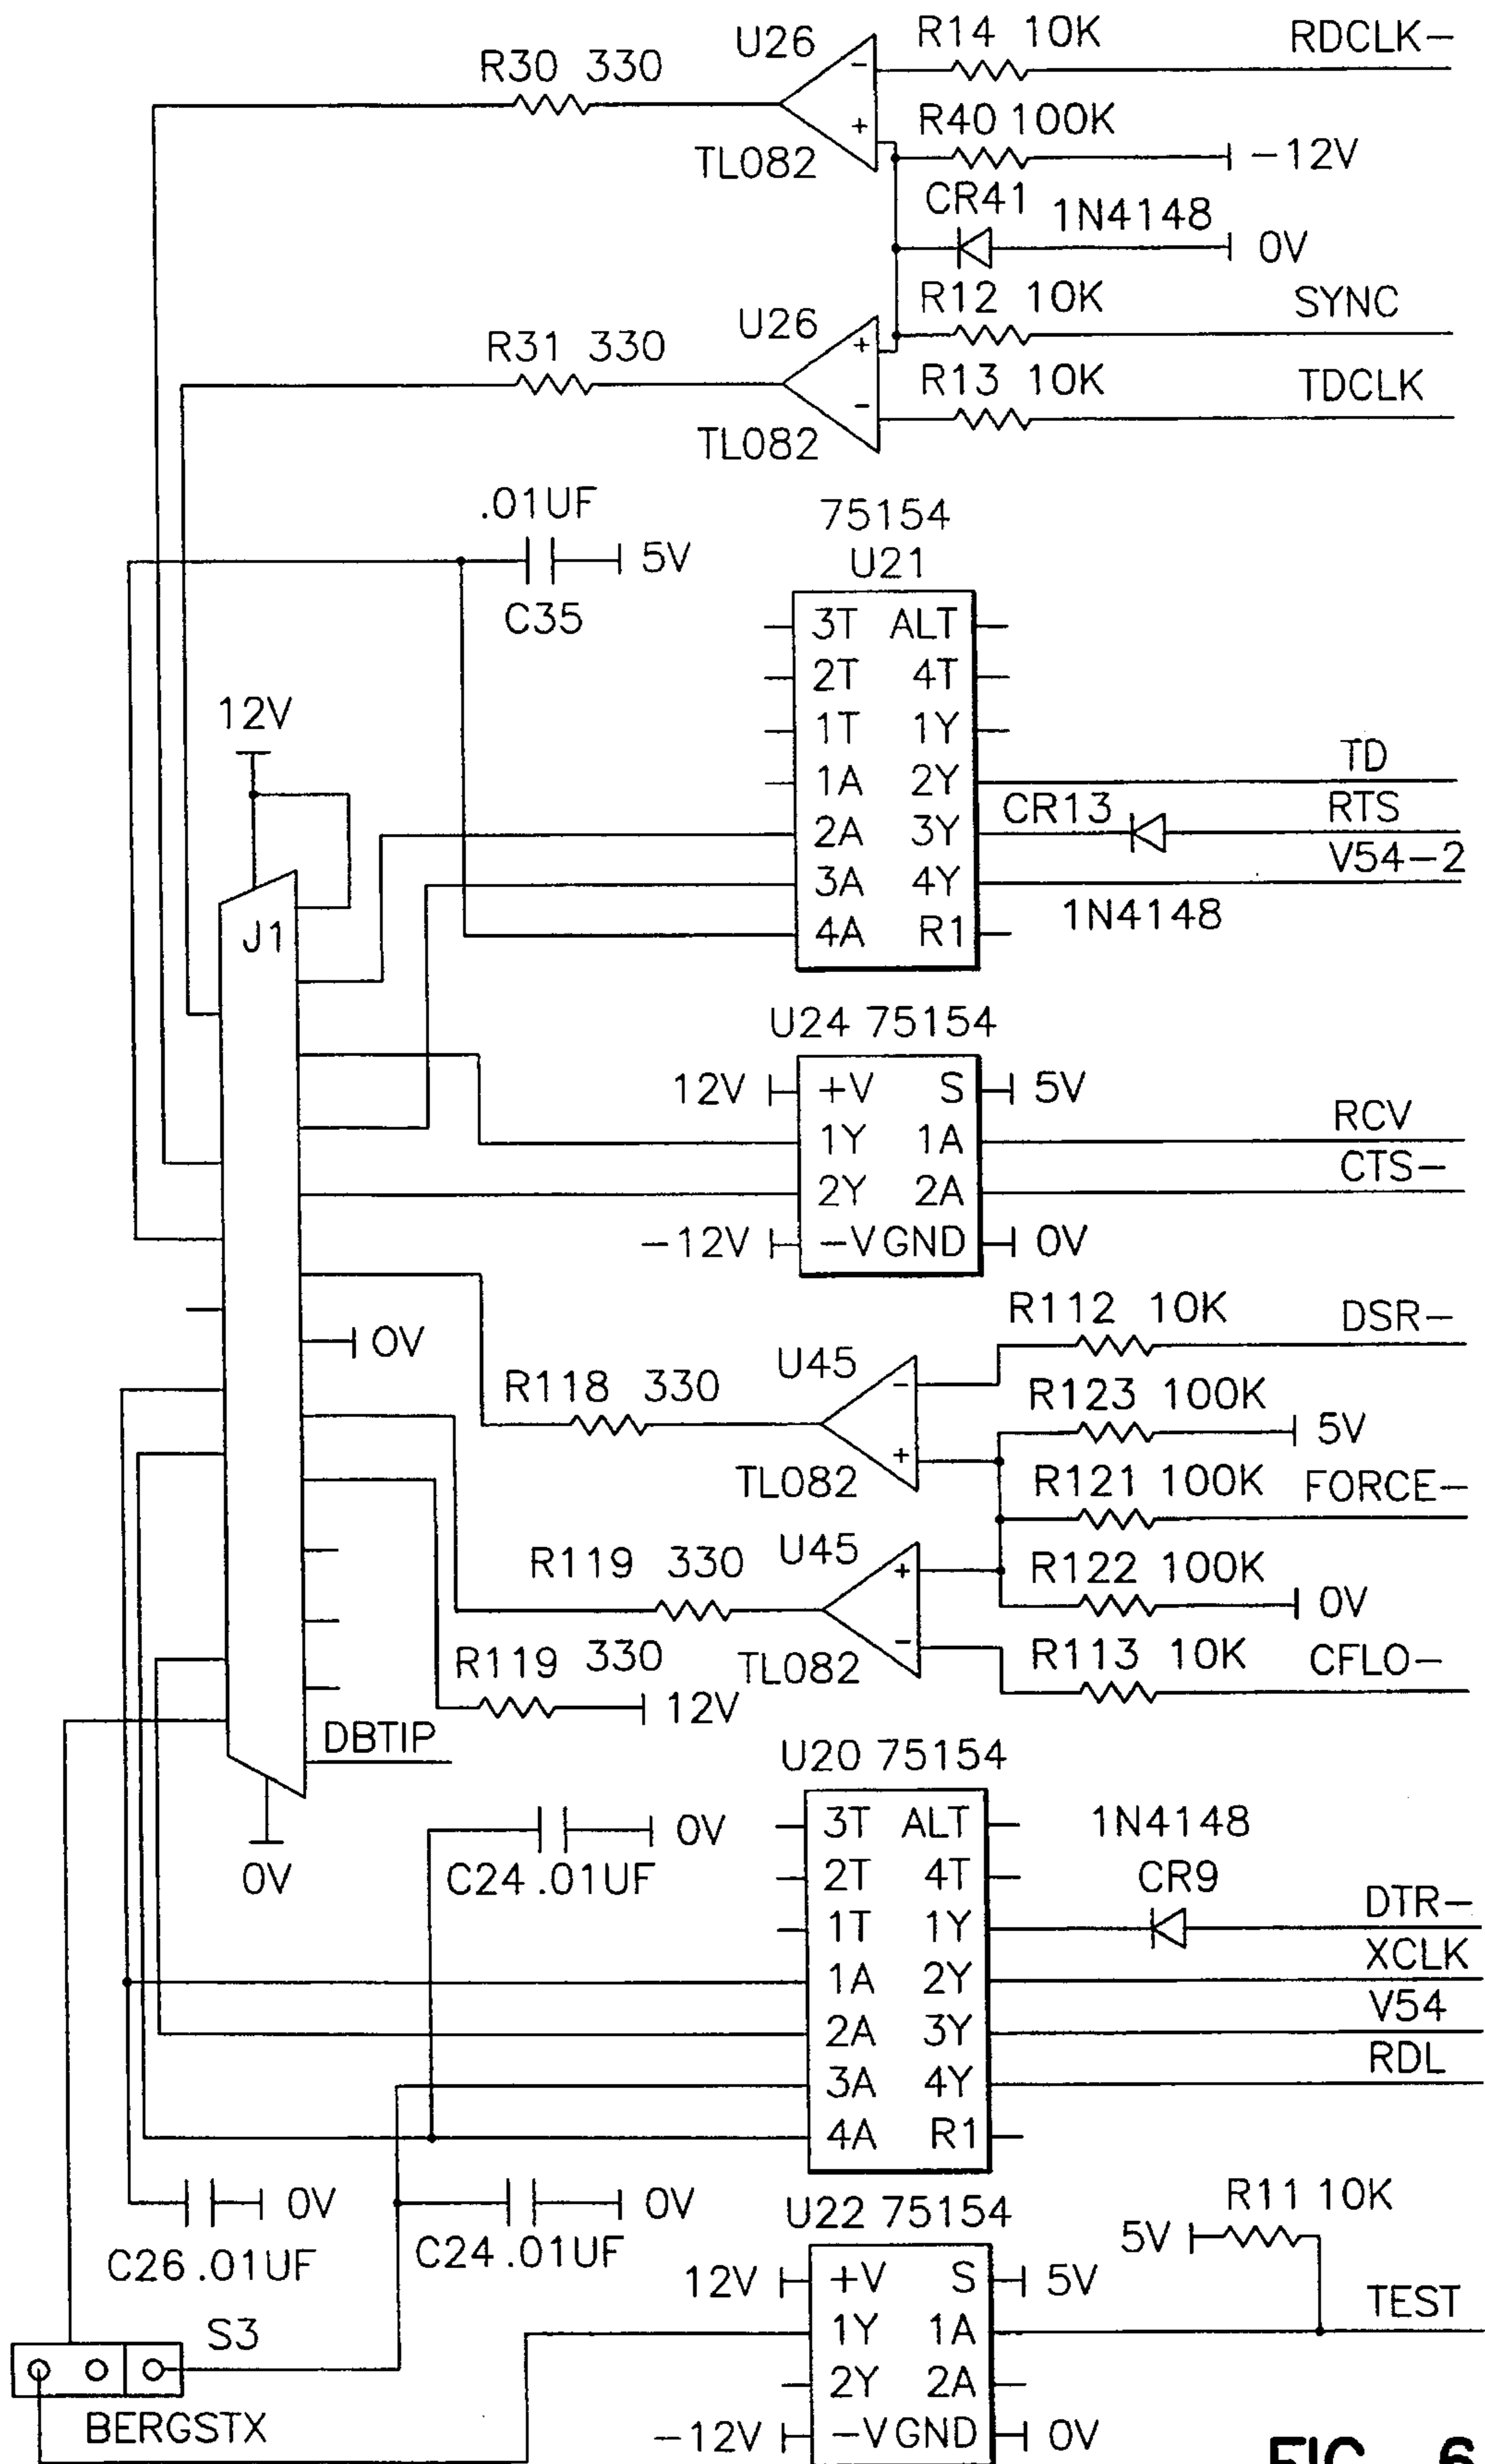 U26 R14 10K RDCLK-
R30 330
-
+
R40 100K
TL082 -12V
CR41 1N4148
0V
R12 10K SYNC
U26
R31 330
+
R13 10K TDCLK
-
TL082
.01UF 75154
5V U21
C35
3T ALT
2T 4T
12V
1T 1Y
TD
1A 2Y
CR13 RTS
2A 3Y
V54-2
3A 4Y
1N4148
J1
4A R1
U24 75154
12V +V S 5V
RCV
1Y 1A
CTS-
2Y 2A
-12V -V GND 0V
R112 10K DSR-
0V
U45
R118 330
-
R123 100K
5V
+
TL082
R121 100K FORCE-
R119 330 U45
+
R122 100K
0V
-
R119 330 TL082 R113 10K CFLO-
12V
DBTIP
U20 75154
3T ALT 1N4148
0V
0V C24 .01UF
2T 4T CR9
DTR-
1T 1Y
XCLK
1A 2Y
V54
2A 3Y
RDL
3A 4Y
4A R1
0V 0V
U22 75154 R11 10K
C26 .01UF C24 .01UF
5V
12V +V S 5V
TEST
S3
1Y 1A
2Y 2A
BERGSTX
-12V -V GND 0V
FIG. 6